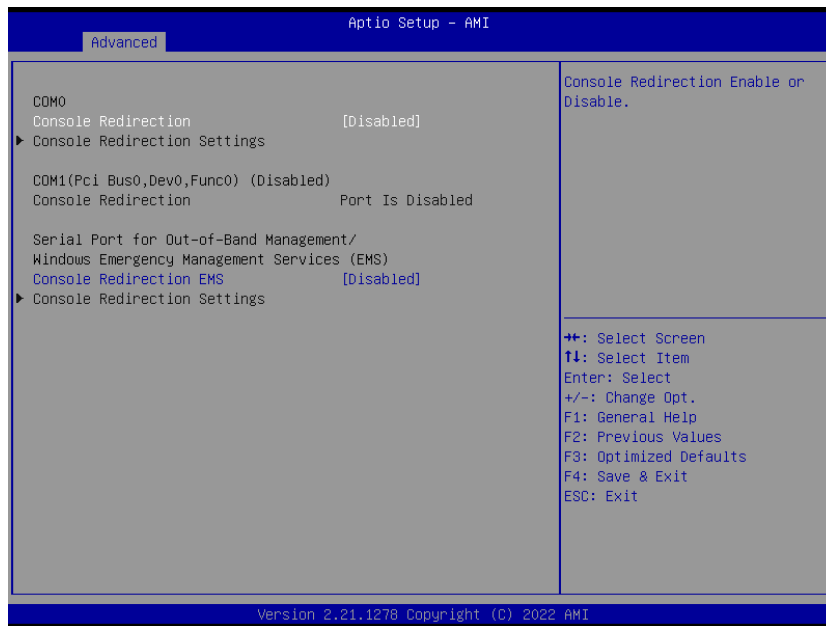 Aptio Setup – AMI
Advanced
COM0
Console Redirection [Disabled]
Console Redirection Settings
COM1(Pci Bus0,Dev0,Func0) (Disabled)
Console Redirection Port Is Disabled
Serial Port for Out-of-Band Management/
Windows Emergency Management Services (EMS)
Console Redirection EMS [Disabled]
Console Redirection Settings
Console Redirection Enable or
Disable.
→←: Select Screen
↑↓: Select Item
Enter: Select
+/-: Change Opt.
F1: General Help
F2: Previous Values
F3: Optimized Defaults
F4: Save & Exit
ESC: Exit
Version 2.21.1278 Copyright (C) 2022 AMI